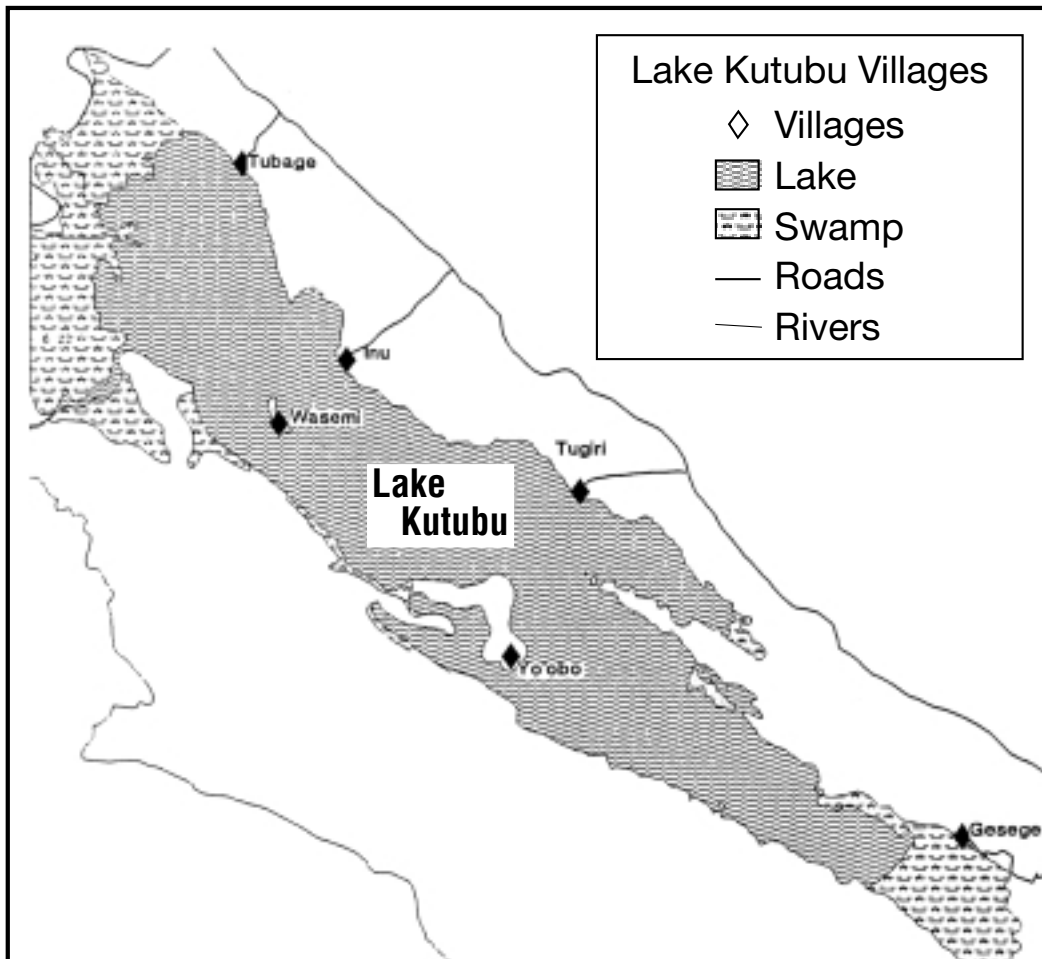 Lake Kutubu Villages
Villages
Lake
Swamp
Roads
Rivers
Tubage
Inu
Wasemi
Tugiri
Lake
Kutubu
Yo'obo
Gesege